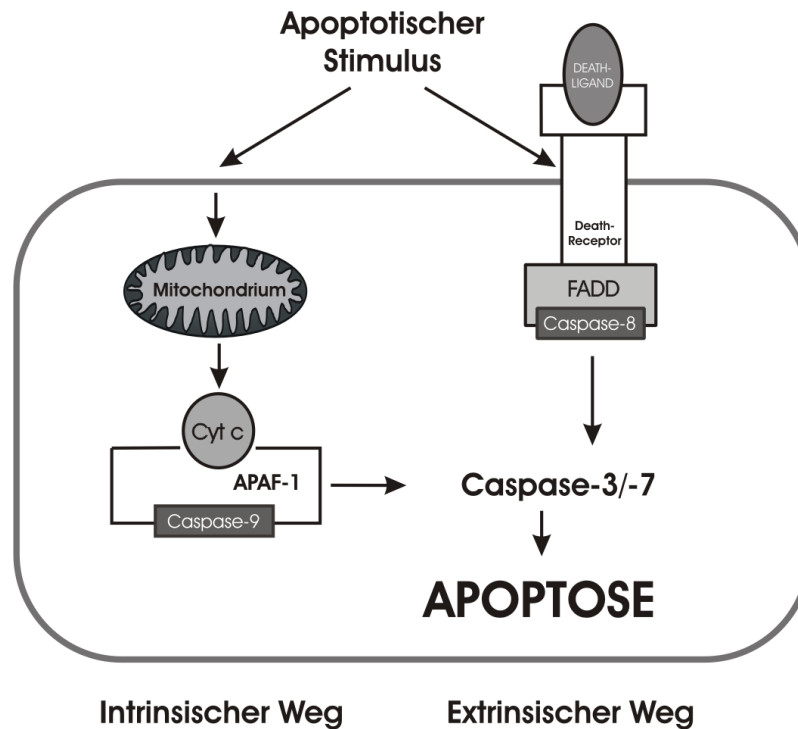 Apoptotischer
Stimulus
DEATH-
LIGAND
Death-
Receptor
Mitochondrium
FADD
Caspase-8
Cyt c
APAF-1
Caspase-9
Caspase-3/-7
APOPTOSE
Intrinsischer Weg
Extrinsischer Weg